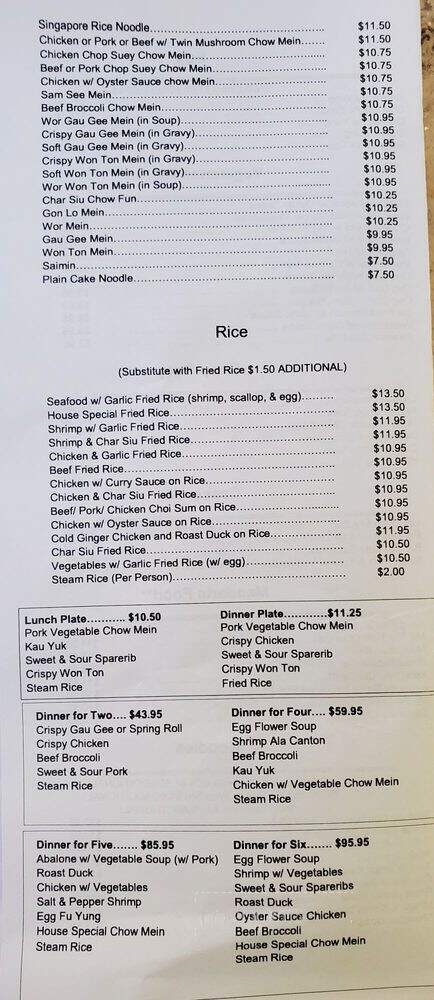 Singapore Rice Noodle.................................................. $11.50
Chicken or Pork or Beef w/ Twin Mushroom Chow Mein....... $11.50
Chicken Chop Suey Chow Mein........................................ $10.75
Beef or Pork Chop Suey Chow Mein................................. $10.75
Chicken w/ Oyster Sauce chow Mein................................ $10.75
Sam See Mein............................................................. $10.75
Beef Broccoli Chow Mein................................................ $10.75
Wor Gau Gee Mein (in Soup).......................................... $10.95
Crispy Gau Gee Mein (in Gravy)...................................... $10.95
Soft Gau Gee Mein (in Gravy)......................................... $10.95
Crispy Won Ton Mein (in Gravy)...................................... $10.95
Soft Won Ton Mein (in Gravy)......................................... $10.95
Wor Won Ton Mein (in Soup).......................................... $10.95
Char Siu Chow Fun....................................................... $10.25
Gon Lo Mein................................................................ $10.25
Wor Mein.................................................................... $10.25
Gau Gee Mein.............................................................. $9.95
Won Ton Mein.............................................................. $9.95
Saimin........................................................................ $7.50
Plain Cake Noodle........................................................ $7.50
Rice
(Substitute with Fried Rice $1.50 ADDITIONAL)
Seafood w/ Garlic Fried Rice (shrimp, scallop, & egg)......... $13.50
House Special Fried Rice............................................... $13.50
Shrimp w/ Garlic Fried Rice............................................ $11.95
Shrimp & Char Siu Fried Rice.......................................... $11.95
Chicken & Garlic Fried Rice............................................ $10.95
Beef Fried Rice............................................................ $10.95
Chicken w/ Curry Sauce on Rice..................................... $10.95
Chicken & Char Siu Fried Rice........................................ $10.95
Beef/ Pork/ Chicken Choi Sum on Rice............................. $10.95
Chicken w/ Oyster Sauce on Rice.................................... $10.95
Cold Ginger Chicken and Roast Duck on Rice.................... $11.95
Char Siu Fried Rice....................................................... $10.50
Vegetables w/ Garlic Fried Rice (w/ egg).......................... $10.50
Steam Rice (Per Person)................................................ $2.00
Lunch Plate........... $10.50
Pork Vegetable Chow Mein
Kau Yuk
Sweet & Sour Sparerib
Crispy Won Ton
Steam Rice
Dinner Plate............$11.25
Pork Vegetable Chow Mein
Crispy Chicken
Sweet & Sour Sparerib
Crispy Won Ton
Fried Rice
Dinner for Two.... $43.95
Crispy Gau Gee or Spring Roll
Crispy Chicken
Beef Broccoli
Sweet & Sour Pork
Steam Rice
Dinner for Four.... $59.95
Egg Flower Soup
Shrimp Ala Canton
Beef Broccoli
Kau Yuk
Chicken w/ Vegetable Chow Mein
Steam Rice
Dinner for Five....... $85.95
Abalone w/ Vegetable Soup (w/ Pork)
Roast Duck
Chicken w/ Vegetables
Salt & Pepper Shrimp
Egg Fu Yung
House Special Chow Mein
Steam Rice
Dinner for Six....... $95.95
Egg Flower Soup
Shrimp w/ Vegetables
Sweet & Sour Spareribs
Roast Duck
Oyster Sauce Chicken
Beef Broccoli
House Special Chow Mein
Steam Rice